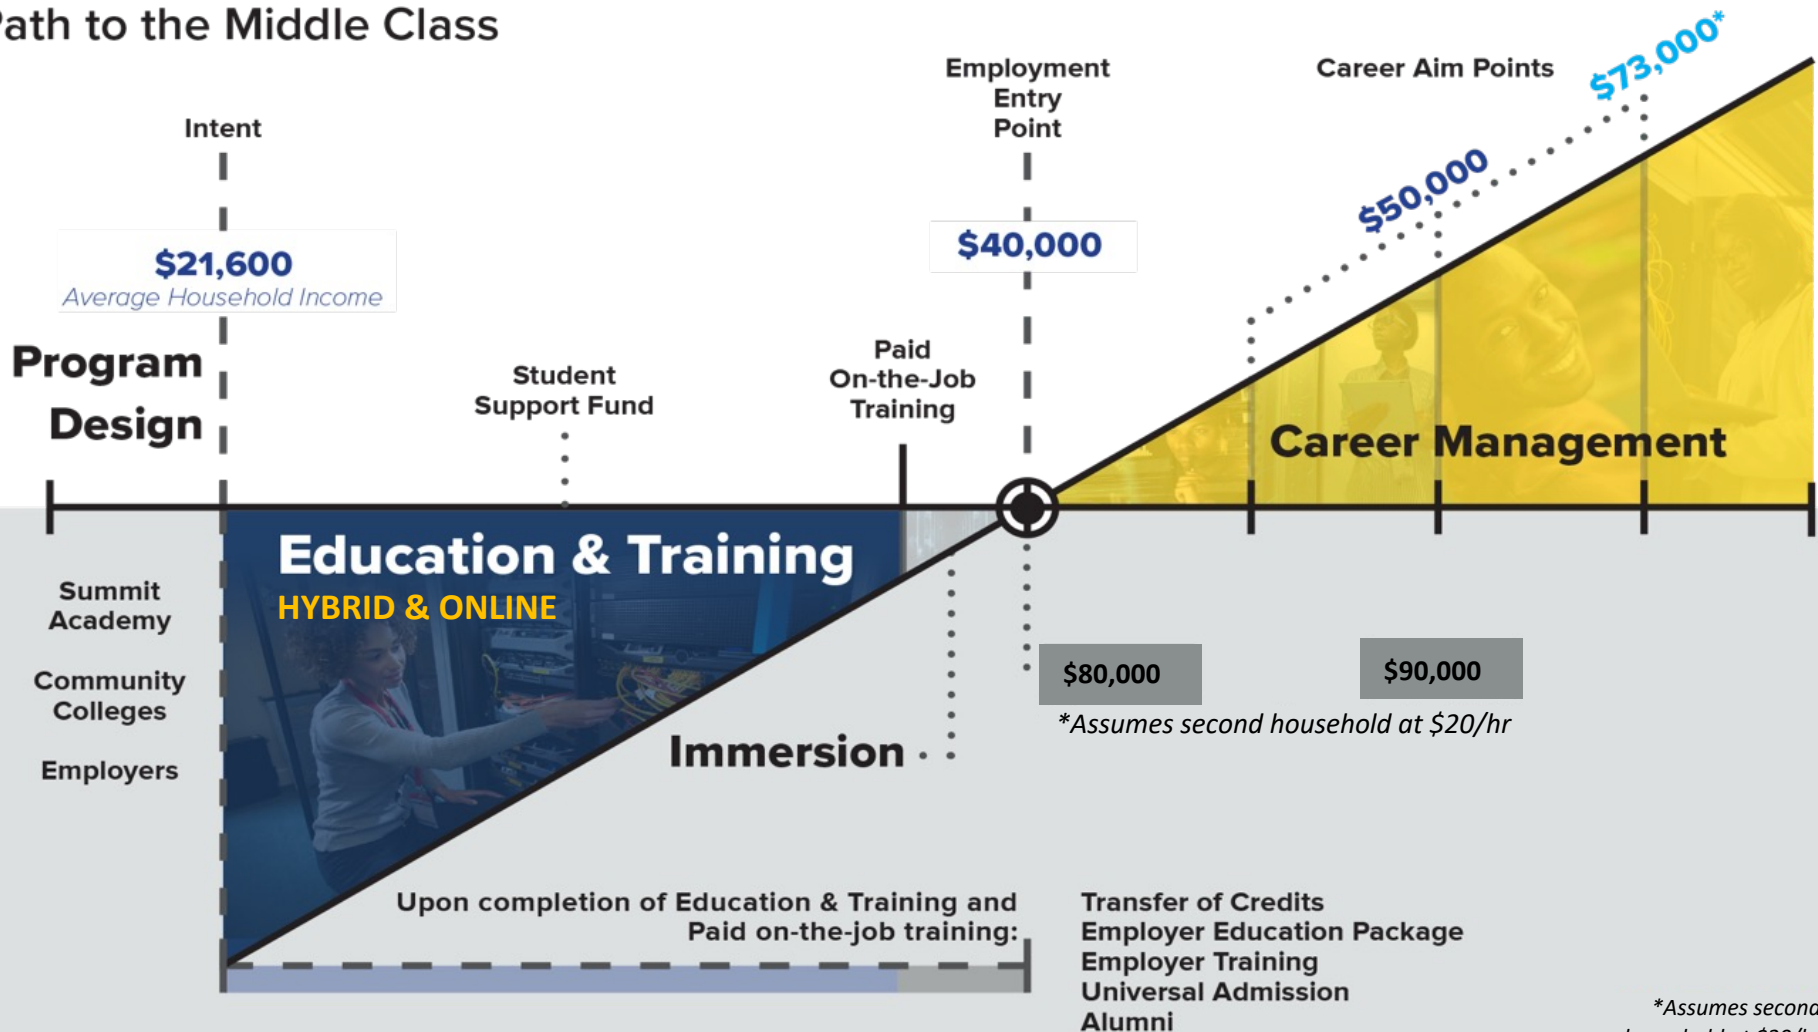 Path to the Middle Class
Intent
$21,600
Average Household Income
Employment
Entry
Point
$40,000
Career Aim Points
$73,000*
$50,000
Program
Design
Student
Support Fund
Paid
On-the-Job
Training
Career Management
Education & Training
HYBRID & ONLINE
Summit
Academy
Community
Colleges
Employers
Immersion
$80,000
$90,000
*Assumes second household at $20/hr
Upon completion of Education & Training and
Paid on-the-job training:
Transfer of Credits
Employer Education Package
Employer Training
Universal Admission
Alumni
*Assumes second